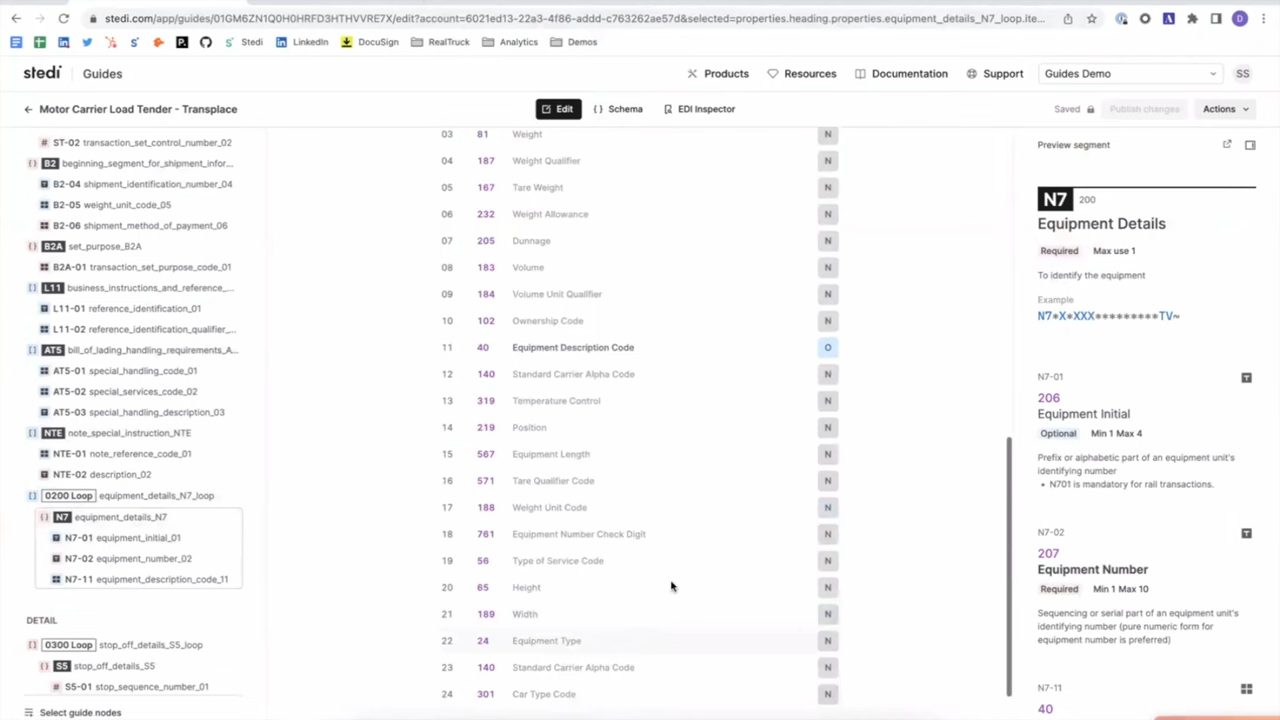 stedi.com/app/guides/01GM6ZN1Q0H0HRFD3HTHVVRE7X/edit?account=6021ed13-22a3-4f86-addd-c763262ae57d&selected=properties.heading.properties.equipment_details_N7_loop.ite...
Stedi LinkedIn DocuSign RealTruck Analytics Demos
stedi Guides Products Resources Documentation Support Guides Demo SS
Motor Carrier Load Tender - Transplace Edit Schema EDI Inspector Saved Publish changes Actions
ST-02 transaction_set_control_number_02
{} B2 beginning_segment_for_shipment_infor...
B2-04 shipment_identification_number_04
B2-05 weight_unit_code_05
B2-06 shipment_method_of_payment_06
{} B2A set_purpose_B2A
B2A-01 transaction_set_purpose_code_01
[] L11 business_instructions_and_reference_...
L11-01 reference_identification_01
L11-02 reference_identification_qualifier_...
[] AT5 bill_of_lading_handling_requirements_A...
AT5-01 special_handling_code_01
AT5-02 special_services_code_02
AT5-03 special_handling_description_03
[] NTE note_special_instruction_NTE
NTE-01 note_reference_code_01
NTE-02 description_02
[] 0200 Loop equipment_details_N7_loop
{} N7 equipment_details_N7
N7-01 equipment_initial_01
N7-02 equipment_number_02
N7-11 equipment_description_code_11
DETAIL
[] 0300 Loop stop_off_details_S5_loop
{} S5 stop_off_details_S5
S5-01 stop_sequence_number_01
Select guide nodes
03 81 Weight N
04 187 Weight Qualifier N
05 167 Tare Weight N
06 232 Weight Allowance N
07 205 Dunnage N
08 183 Volume N
09 184 Volume Unit Qualifier N
10 102 Ownership Code N
11 40 Equipment Description Code O
12 140 Standard Carrier Alpha Code N
13 319 Temperature Control N
14 219 Position N
15 567 Equipment Length N
16 571 Tare Qualifier Code N
17 188 Weight Unit Code N
18 761 Equipment Number Check Digit N
19 56 Type of Service Code N
20 65 Height N
21 189 Width N
22 24 Equipment Type N
23 140 Standard Carrier Alpha Code N
24 301 Car Type Code N
Preview segment
N7 200
Equipment Details
Required Max use 1
To identify the equipment
Example
N7*X*XXX*********TV~
N7-01
206
Equipment Initial
Optional Min 1 Max 4
Prefix or alphabetic part of an equipment unit's
identifying number
• N701 is mandatory for rail transactions.
N7-02
207
Equipment Number
Required Min 1 Max 10
Sequencing or serial part of an equipment unit's
identifying number (pure numeric form for
equipment number is preferred)
N7-11
40